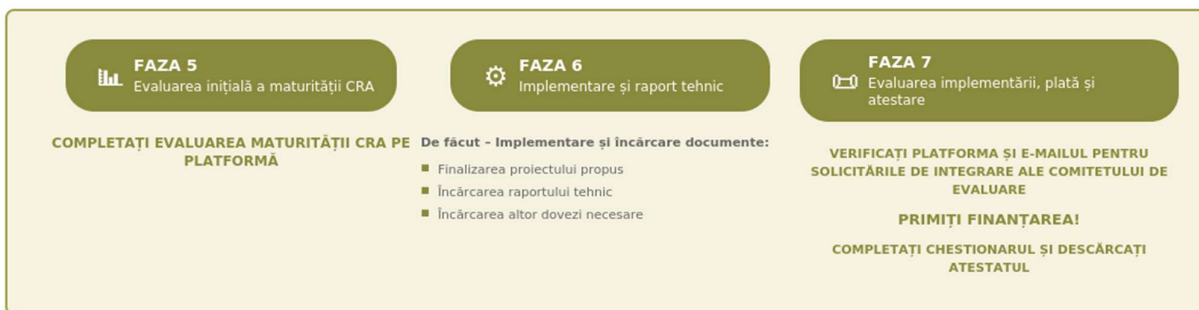 FAZA 5
Evaluarea inițială a maturității CRA
COMPLETAȚI EVALUAREA MATURITĂȚII CRA PE
PLATFORMĂ
FAZA 6
Implementare și raport tehnic
De făcut – Implementare și încărcare documente:
Finalizarea proiectului propus
Încărcarea raportului tehnic
Încărcarea altor dovezi necesare
FAZA 7
Evaluarea implementării, plată și
atestare
VERIFICAȚI PLATFORMA ȘI E-MAILUL PENTRU
SOLICITĂRILE DE INTEGRARE ALE COMITETULUI DE
EVALUARE
PRIMIȚI FINANȚAREA!
COMPLETAȚI CHESTIONARUL ȘI DESCĂRCAȚI
ATESTATUL